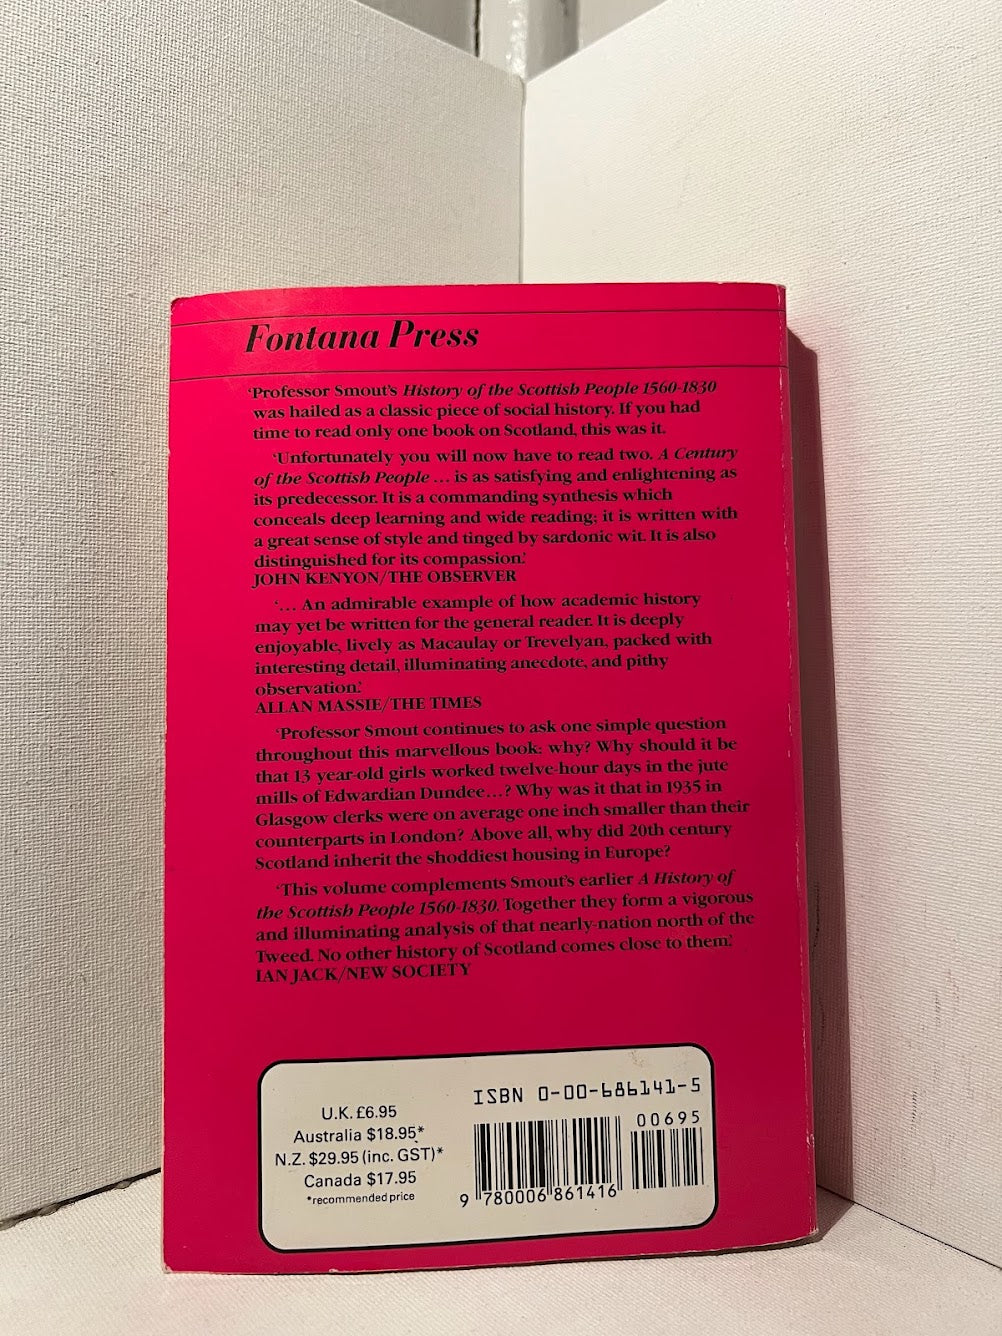 Fontana Press
'Professor Smout's History of the Scottish People 1560-1830
was hailed as a classic piece of social history. If you had
time to read only one book on Scotland, this was it.
'Unfortunately you will now have to read two. A Century
of the Scottish People ... is as satisfying and enlightening as
its predecessor. It is a commanding synthesis which
conceals deep learning and wide reading; it is written with
a great sense of style and tinged by sardonic wit. It is also
distinguished for its compassion.'
JOHN KENYON/THE OBSERVER
'... An admirable example of how academic history
may yet be written for the general reader. It is deeply
enjoyable, lively as Macaulay or Trevelyan, packed with
interesting detail, illuminating anecdote, and pithy
observation.'
ALLAN MASSIE/THE TIMES
'Professor Smout continues to ask one simple question
throughout this marvellous book: why? Why should it be
that 13 year-old girls worked twelve-hour days in the jute
mills of Edwardian Dundee...? Why was it that in 1935 in
Glasgow clerks were on average one inch smaller than their
counterparts in London? Above all, why did 20th century
Scotland inherit the shoddiest housing in Europe?
'This volume complements Smout's earlier A History of
the Scottish People 1560-1830. Together they form a vigorous
and illuminating analysis of that nearly-nation north of the
Tweed. No other history of Scotland comes close to them.'
IAN JACK/NEW SOCIETY
U.K. £6.95
Australia $18.95*
N.Z. $29.95 (inc. GST)*
Canada $17.95
*recommended price
ISBN 0-00-686141-5
00695
9 780006 861416